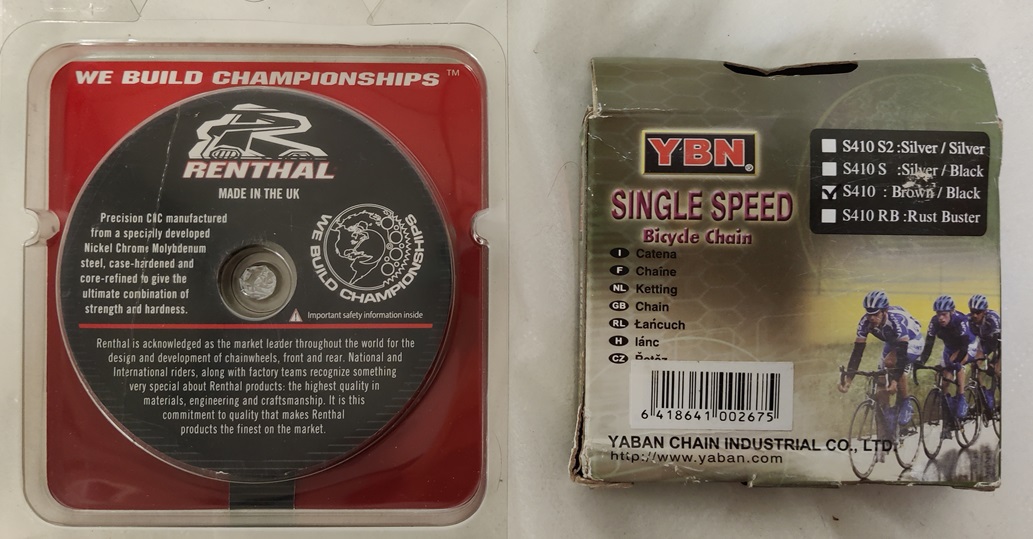 WE BUILD CHAMPIONSHIPS™
R
RENTHAL
MADE IN THE UK
Precision CNC manufactured
from a specially developed
Nickel Chrome Molybdenum
steel, case-hardened and
core-refined to give the
ultimate combination of
strength and hardness.
WE BUILD CHAMPIONSHIPS
Important safety information inside
Renthal is acknowledged as the market leader throughout the world for the
design and development of chainwheels, front and rear. National and
International riders, along with factory teams recognize something
very special about Renthal products: the highest quality in
materials, engineering and craftsmanship. It is this
commitment to quality that makes Renthal
products the finest on the market.
YBN®
SINGLE SPEED
Bicycle Chain
I Catena
F Chaîne
NL Ketting
GB Chain
RL Łańcuch
H lánc
CZ Řetěz
S410 S2 :Silver / Silver
S410 S :Silver / Black
S410 : Brown / Black
S410 RB :Rust Buster
6 418641 002675
YABAN CHAIN INDUSTRIAL CO., LTD.
http://www.yaban.com